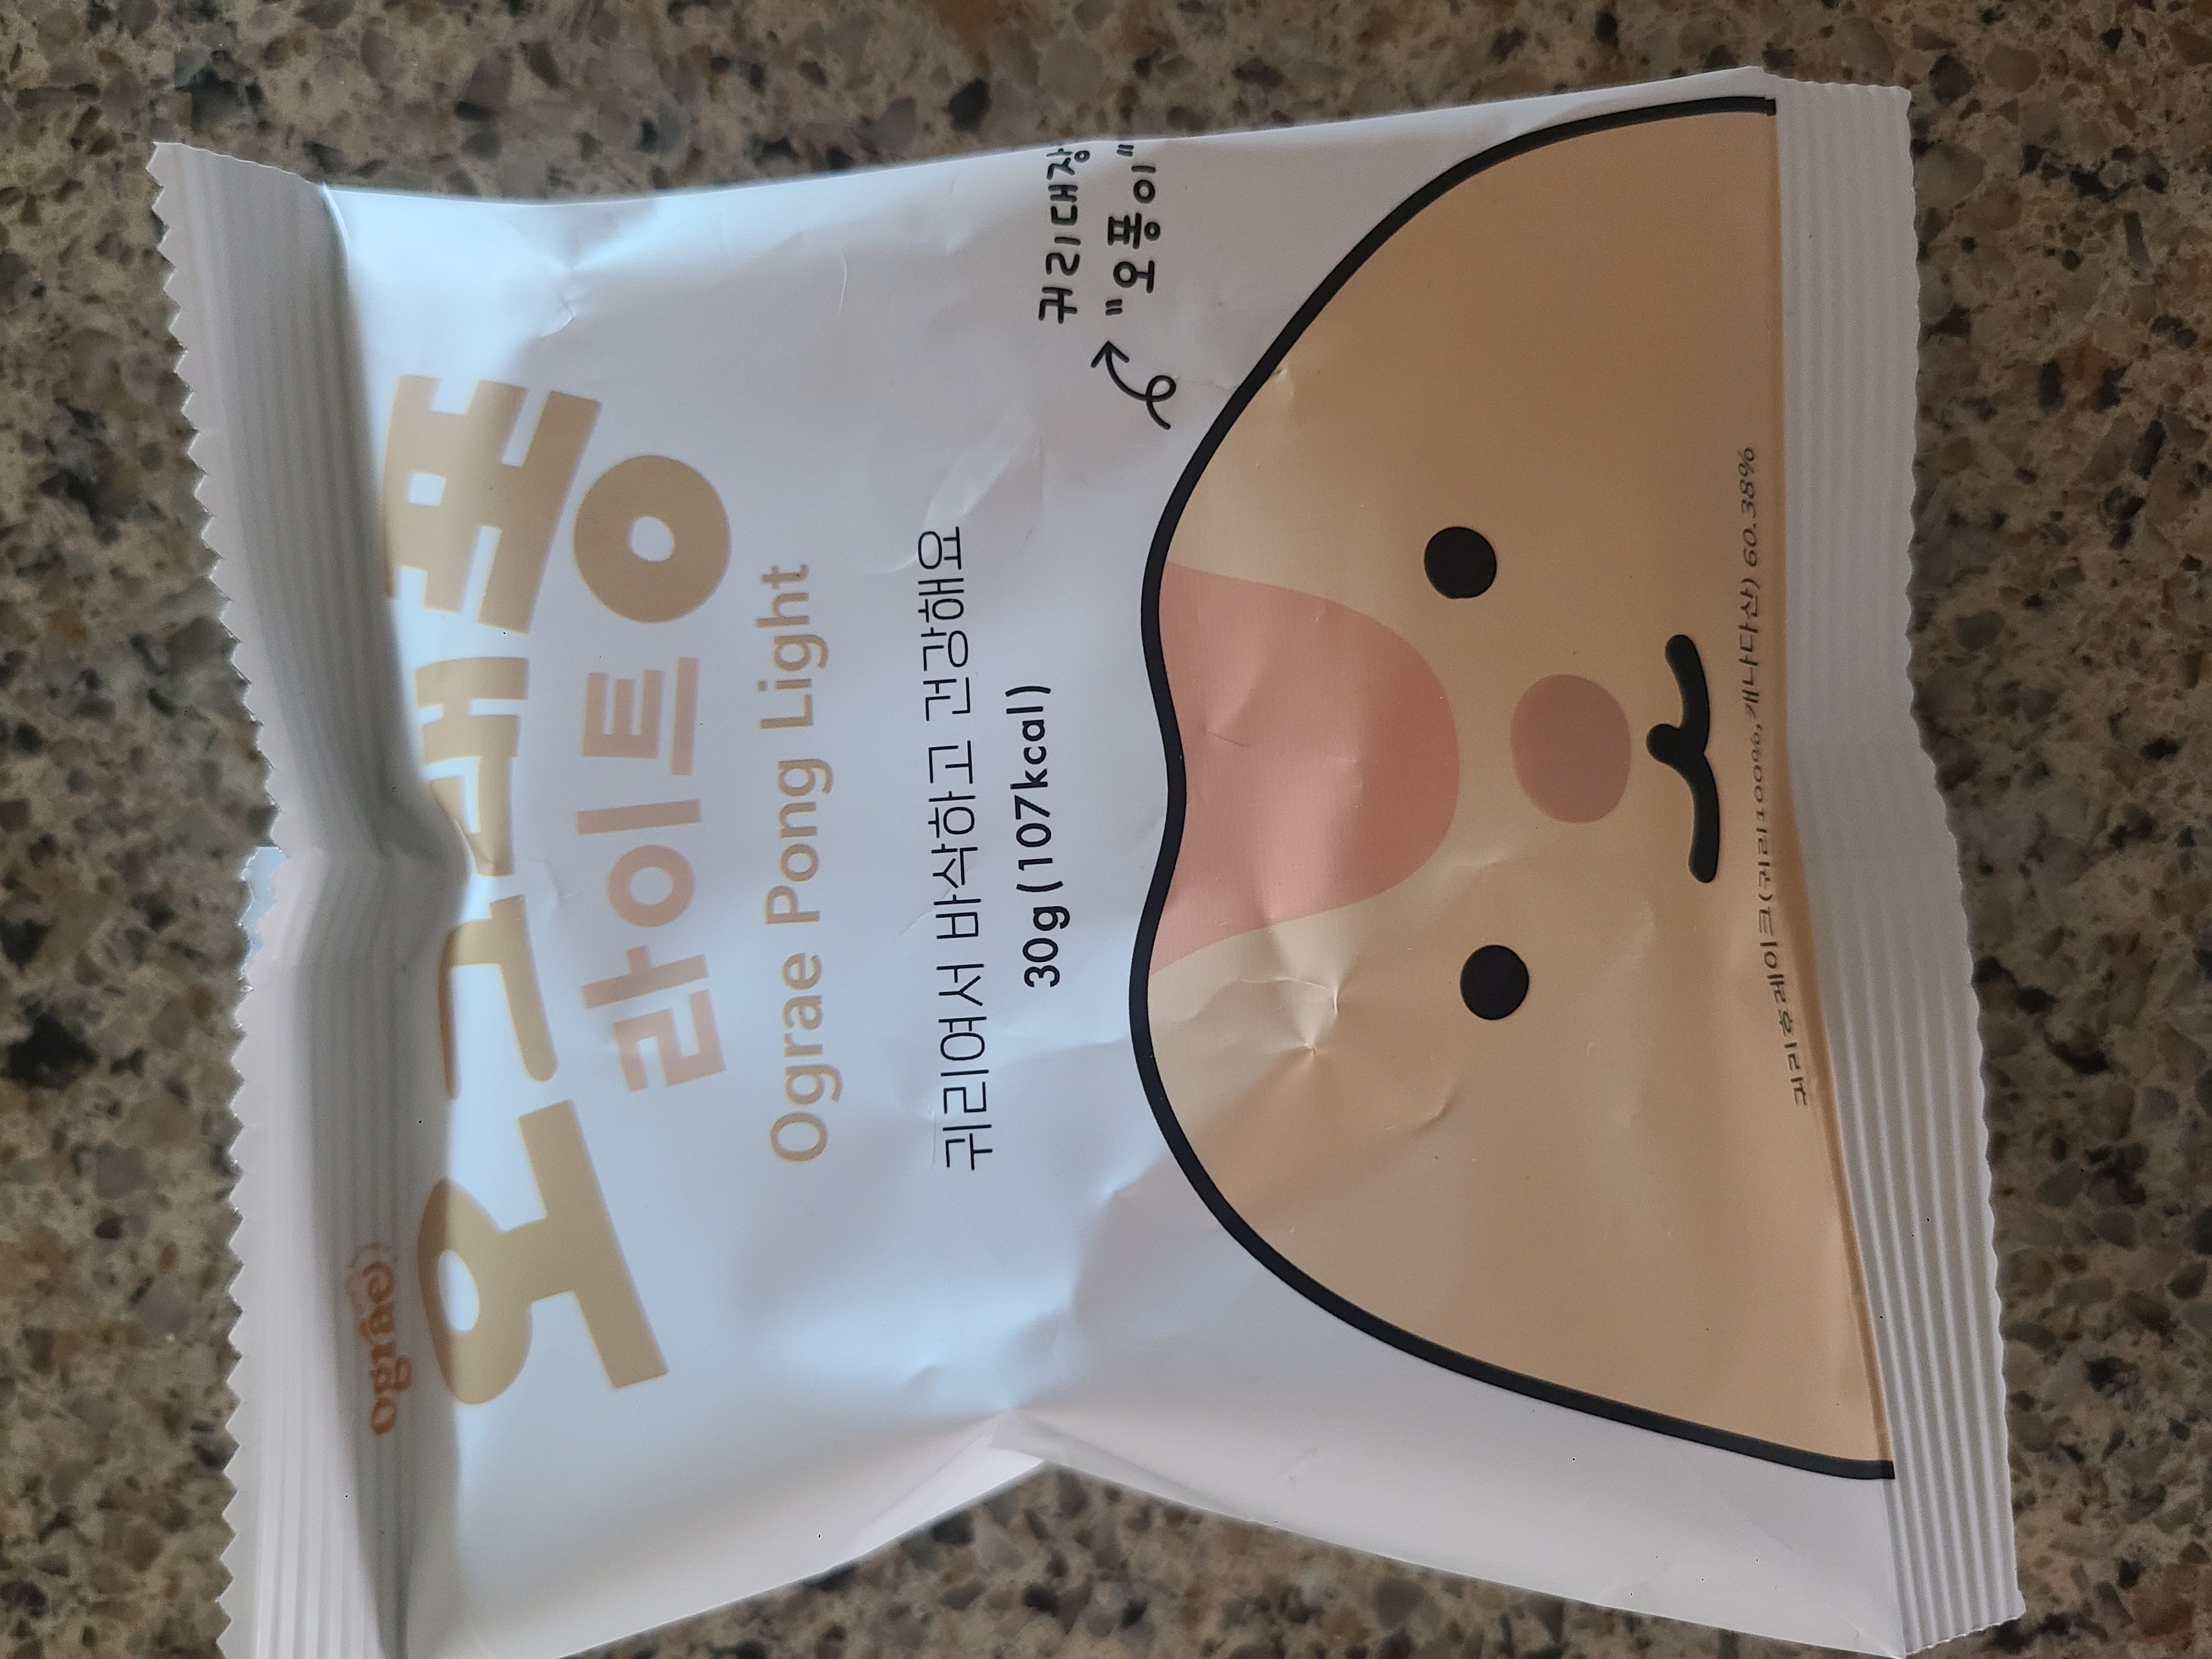 Ograe
오그래퐁
라이트
Ograe Pong Light
귀리여서 바삭하고 건강해요
30g (107kcal)
귀리대장
"오퐁이"
귀리후레이크(귀리100%,캐나다산) 60.38%